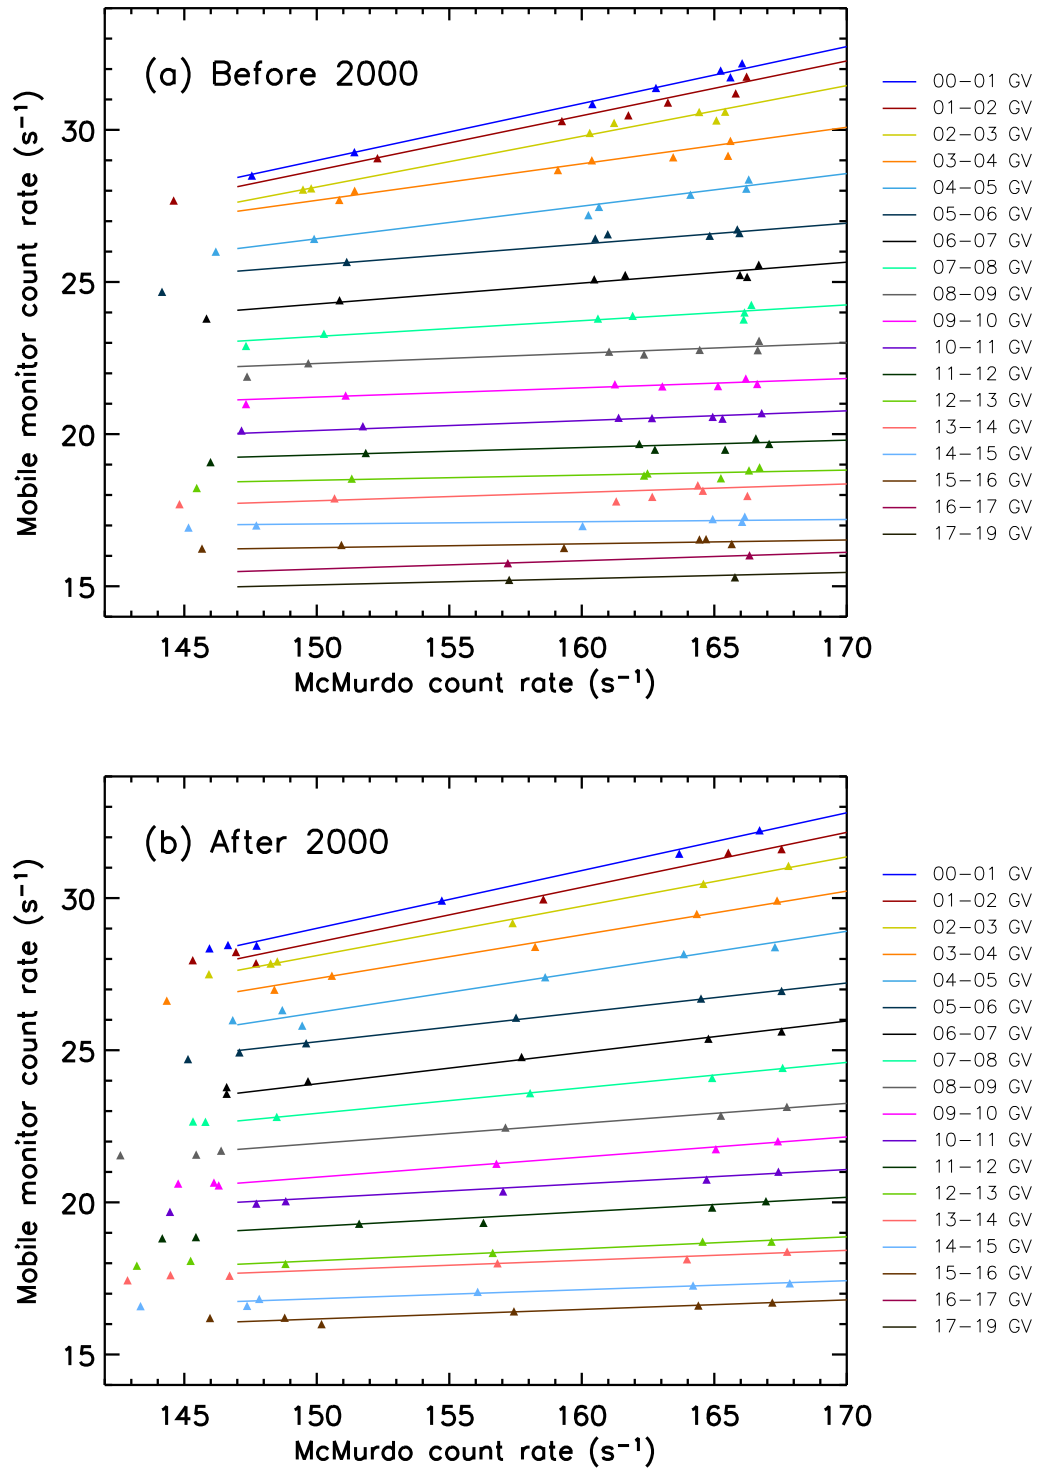 (a) Before 2000
Mobile monitor count rate (s⁻¹)
30
25
20
15
145 150 155 160 165 170
McMurdo count rate (s⁻¹)
00-01 GV
01-02 GV
02-03 GV
03-04 GV
04-05 GV
05-06 GV
06-07 GV
07-08 GV
08-09 GV
09-10 GV
10-11 GV
11-12 GV
12-13 GV
13-14 GV
14-15 GV
15-16 GV
16-17 GV
17-19 GV
(b) After 2000
Mobile monitor count rate (s⁻¹)
30
25
20
15
145 150 155 160 165 170
McMurdo count rate (s⁻¹)
00-01 GV
01-02 GV
02-03 GV
03-04 GV
04-05 GV
05-06 GV
06-07 GV
07-08 GV
08-09 GV
09-10 GV
10-11 GV
11-12 GV
12-13 GV
13-14 GV
14-15 GV
15-16 GV
16-17 GV
17-19 GV